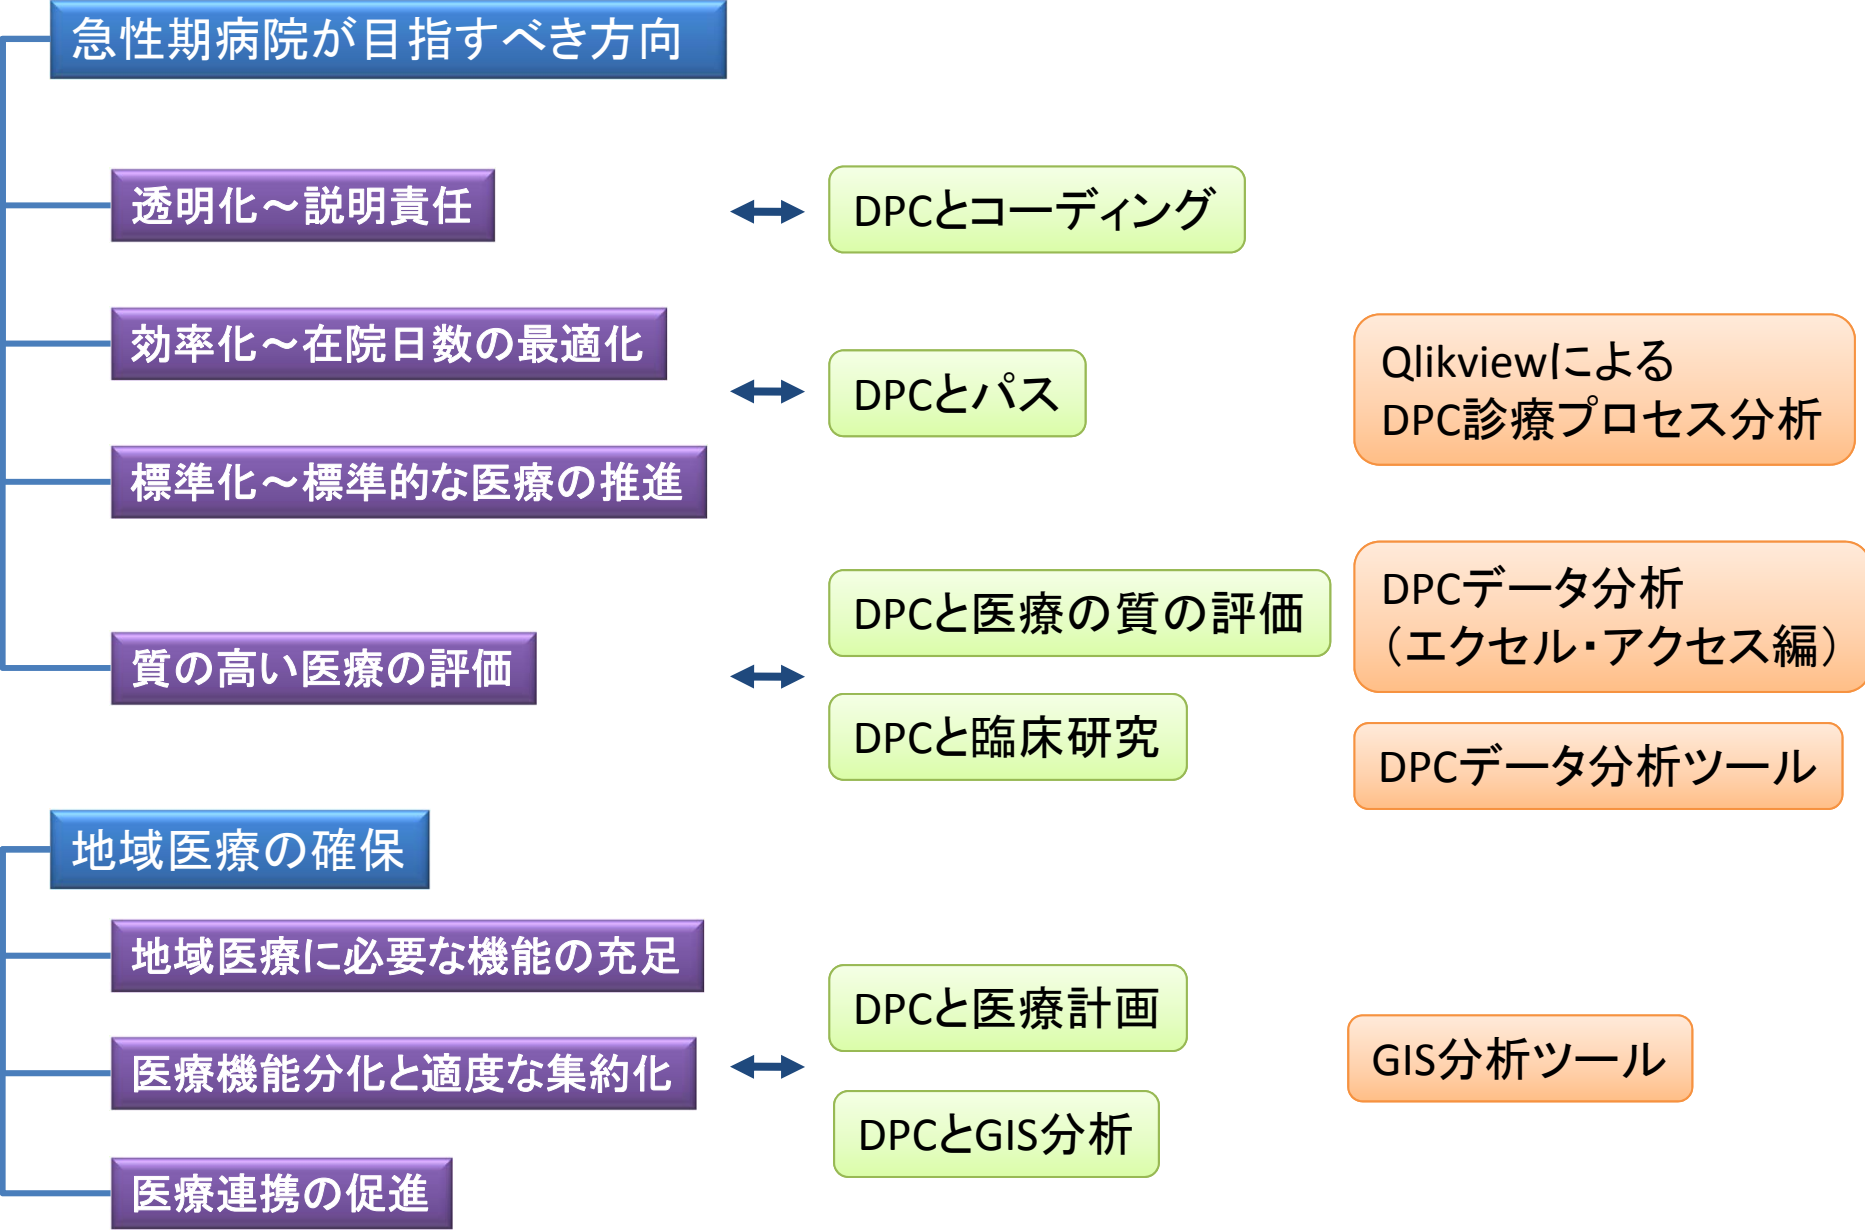 急性期病院が目指すべき方向
透明化～説明責任
DPCとコーディング
効率化～在院日数の最適化
DPCとパス
Qlikviewによる
DPC診療プロセス分析
標準化～標準的な医療の推進
質の高い医療の評価
DPCと医療の質の評価
DPCと臨床研究
DPCデータ分析
（エクセル・アクセス編）
DPCデータ分析ツール
地域医療の確保
地域医療に必要な機能の充足
医療機能分化と適度な集約化
医療連携の促進
DPCと医療計画
DPCとGIS分析
GIS分析ツール